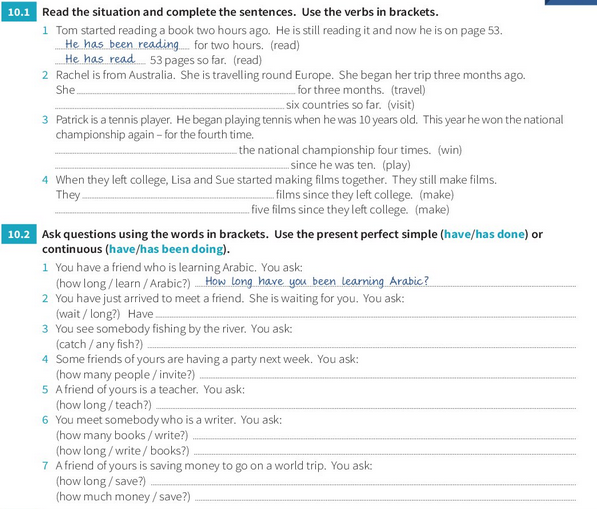 10.1 Read the situation and complete the sentences. Use the verbs in brackets.
1 Tom started reading a book two hours ago. He is still reading it and now he is on page 53.
He has been reading for two hours. (read)
He has read 53 pages so far. (read)
2 Rachel is from Australia. She is travelling round Europe. She began her trip three months ago.
She for three months. (travel)
six countries so far. (visit)
3 Patrick is a tennis player. He began playing tennis when he was 10 years old. This year he won the national
championship again – for the fourth time.
the national championship four times. (win)
since he was ten. (play)
4 When they left college, Lisa and Sue started making films together. They still make films.
They films since they left college. (make)
five films since they left college. (make)
10.2 Ask questions using the words in brackets. Use the present perfect simple (have/has done) or
continuous (have/has been doing).
1 You have a friend who is learning Arabic. You ask:
(how long / learn / Arabic?) How long have you been learning Arabic?
2 You have just arrived to meet a friend. She is waiting for you. You ask:
(wait / long?) Have
3 You see somebody fishing by the river. You ask:
(catch / any fish?)
4 Some friends of yours are having a party next week. You ask:
(how many people / invite?)
5 A friend of yours is a teacher. You ask:
(how long / teach?)
6 You meet somebody who is a writer. You ask:
(how many books / write?)
(how long / write / books?)
7 A friend of yours is saving money to go on a world trip. You ask:
(how long / save?)
(how much money / save?)